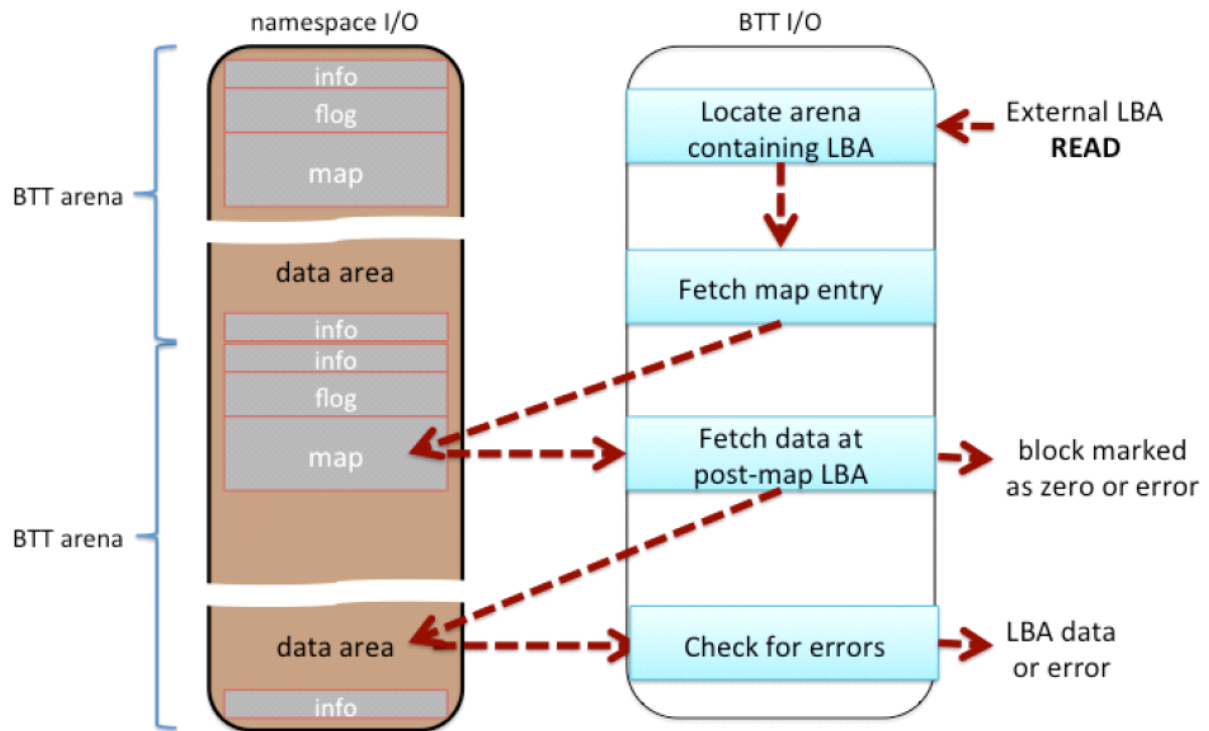 namespace I/O
BTT I/O
info
flog
map
BTT arena
data area
info
info
flog
map
BTT arena
data area
info
Locate arena
containing LBA
External LBA
READ
Fetch map entry
Fetch data at
post-map LBA
block marked
as zero or error
Check for errors
LBA data
or error